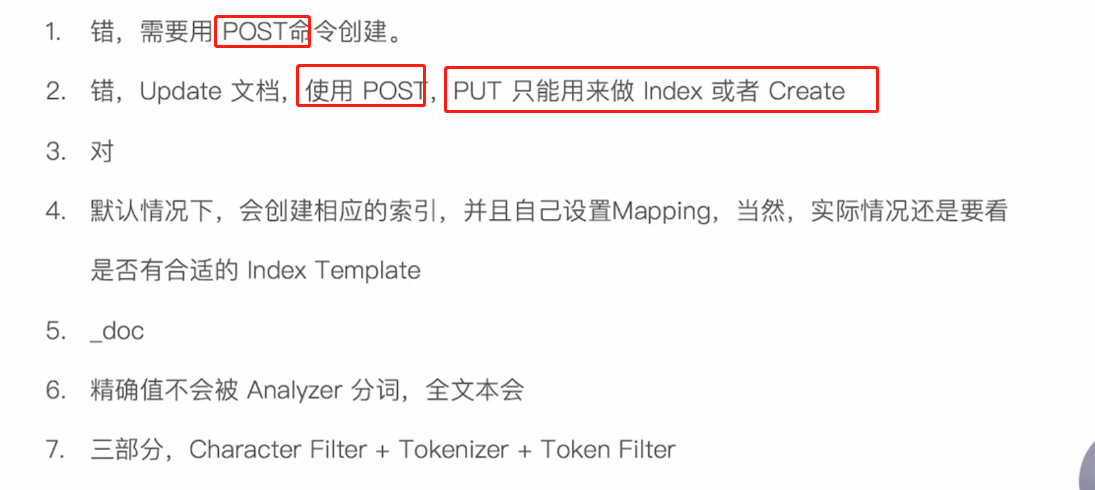 1. 错，需要用 POST命令创建。
2. 错，Update 文档，使用 POST，PUT 只能用来做 Index 或者 Create
3. 对
4. 默认情况下，会创建相应的索引，并且自己设置Mapping，当然，实际情况还是要看
是否有合适的 Index Template
5. _doc
6. 精确值不会被 Analyzer 分词，全文本会
7. 三部分，Character Filter + Tokenizer + Token Filter